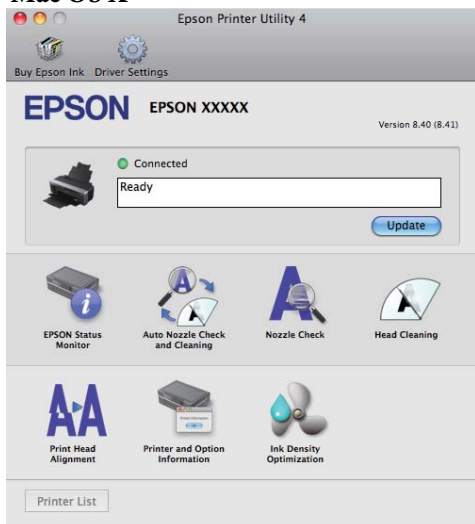 Mac OS X
Epson Printer Utility 4
Buy Epson Ink Driver Settings
EPSON EPSON XXXXX
Version 8.40 (8.41)
Connected
Ready
Update
EPSON Status
Monitor
Auto Nozzle Check
and Cleaning
Nozzle Check
Head Cleaning
Print Head
Alignment
Printer and Option
Information
Ink Density
Optimization
Printer List